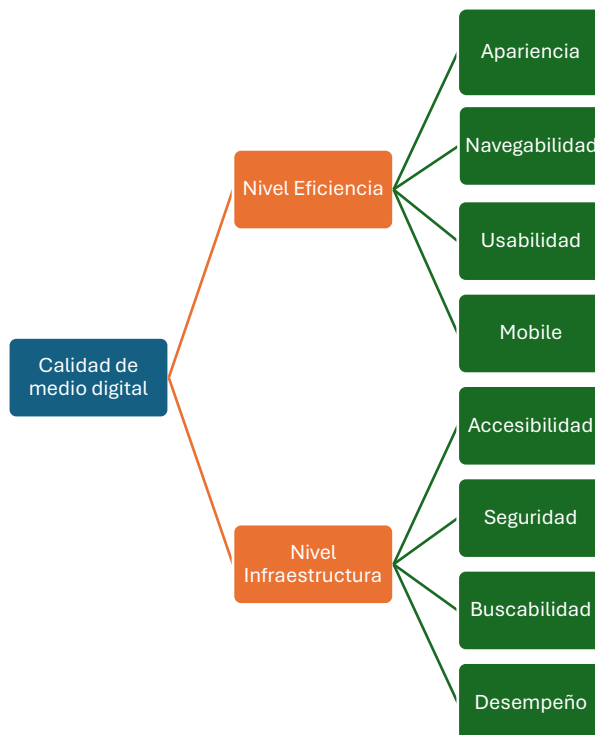 Calidad de
medio digital
Nivel Eficiencia
Apariencia
Navegabilidad
Usabilidad
Mobile
Nivel
Infraestructura
Accesibilidad
Seguridad
Buscabilidad
Desempeño